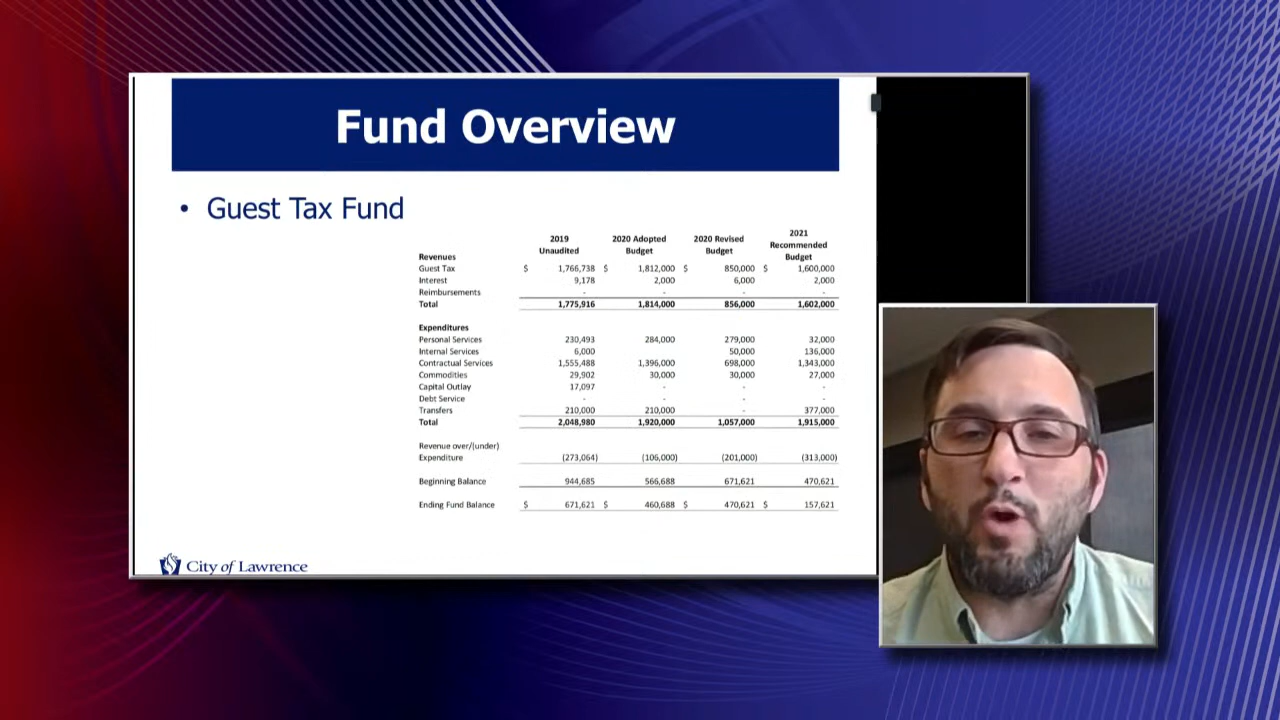 Fund Overview
• Guest Tax Fund
2019 Unaudited 2020 Adopted Budget 2020 Revised Budget 2021 Recommended Budget
Revenues
Guest Tax $ 1,766,738 $ 1,812,000 $ 850,000 $ 1,600,000
Interest 9,178 2,000 6,000 2,000
Reimbursements - - - -
Total 1,775,916 1,814,000 856,000 1,602,000
Expenditures
Personal Services 230,493 284,000 279,000 32,000
Internal Services 6,000 50,000 136,000
Contractual Services 1,555,488 1,396,000 698,000 1,343,000
Commodities 29,902 30,000 30,000 27,000
Capital Outlay 17,097 - - -
Debt Service - - - -
Transfers 210,000 210,000 - 377,000
Total 2,048,980 1,920,000 1,057,000 1,915,000
Revenue over/(under)
Expenditure (273,064) (106,000) (201,000) (313,000)
Beginning Balance 944,685 566,688 671,621 470,621
Ending Fund Balance $ 671,621 $ 460,688 $ 470,621 $ 157,621
City of Lawrence